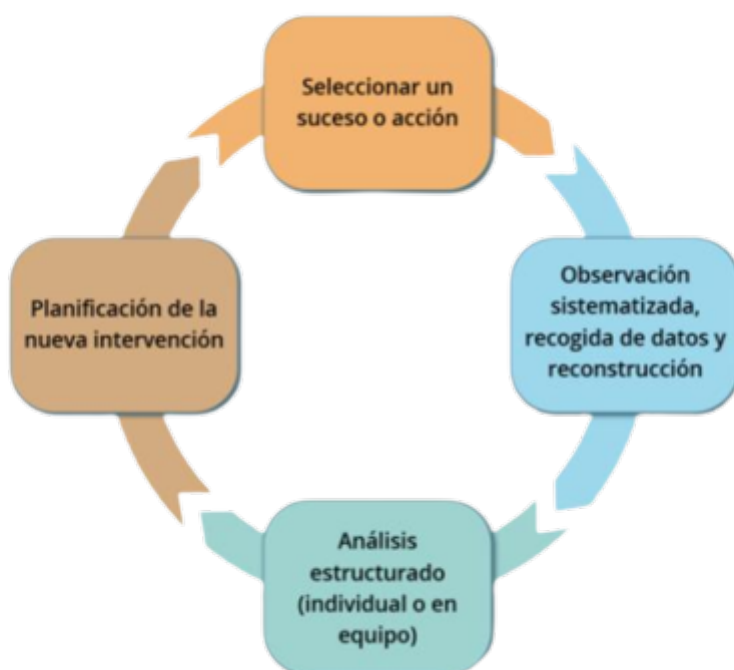 Seleccionar un
suceso o acción
Observación
sistematizada,
recogida de datos y
reconstrucción
Análisis
estructurado
(individual o en
equipo)
Planificación de la
nueva intervención